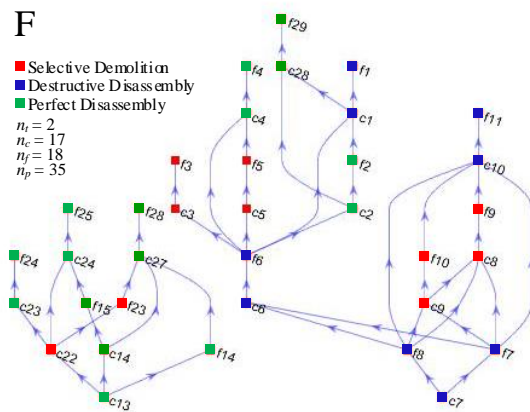 F
Selective Demolition
Destructive Disassembly
Perfect Disassembly
n_t = 2
n_c = 17
n_f = 18
n_p = 35
f29
f4
c28
f1
c4
c1
f11
f3
f5
f2
c10
f25
f28
c3
c5
c2
f9
f24
c24
c27
f6
f10
c8
c23
f15
f23
c6
c9
c22
c14
f14
f8
f7
c13
c7